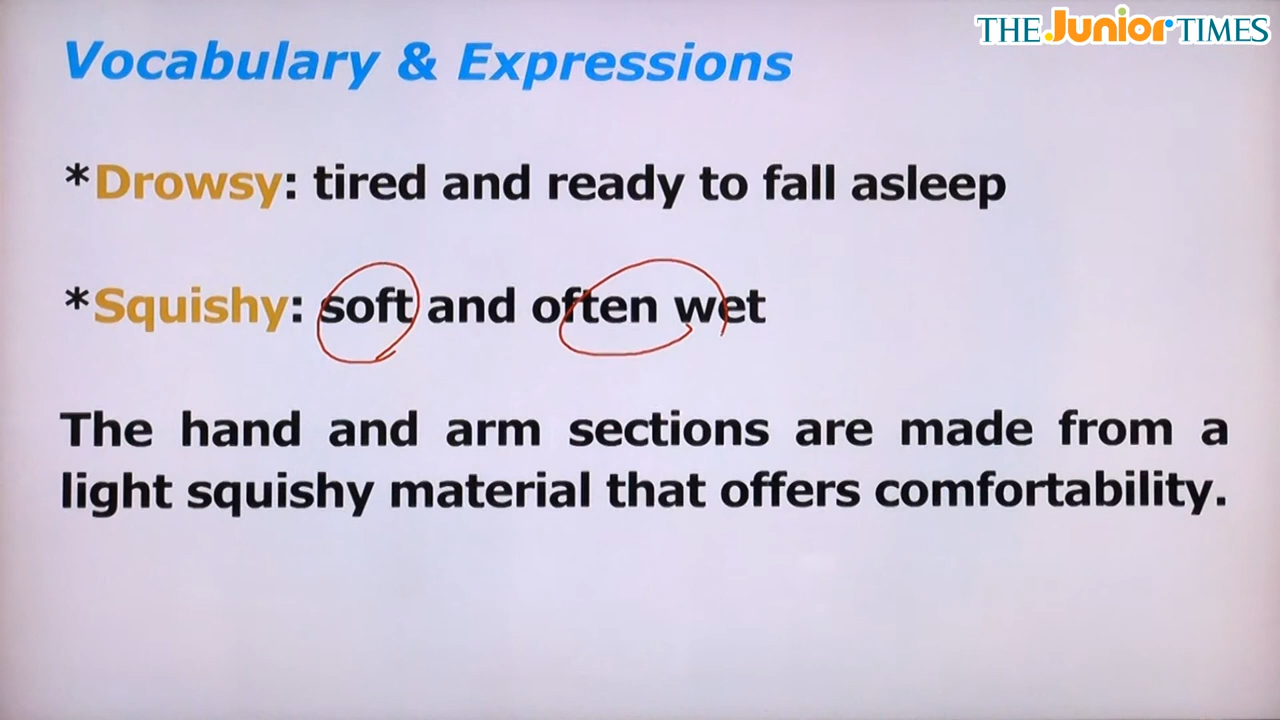 THE Junior TIMES
Vocabulary & Expressions
*Drowsy: tired and ready to fall asleep
*Squishy: soft and often wet
The hand and arm sections are made from a
light squishy material that offers comfortability.